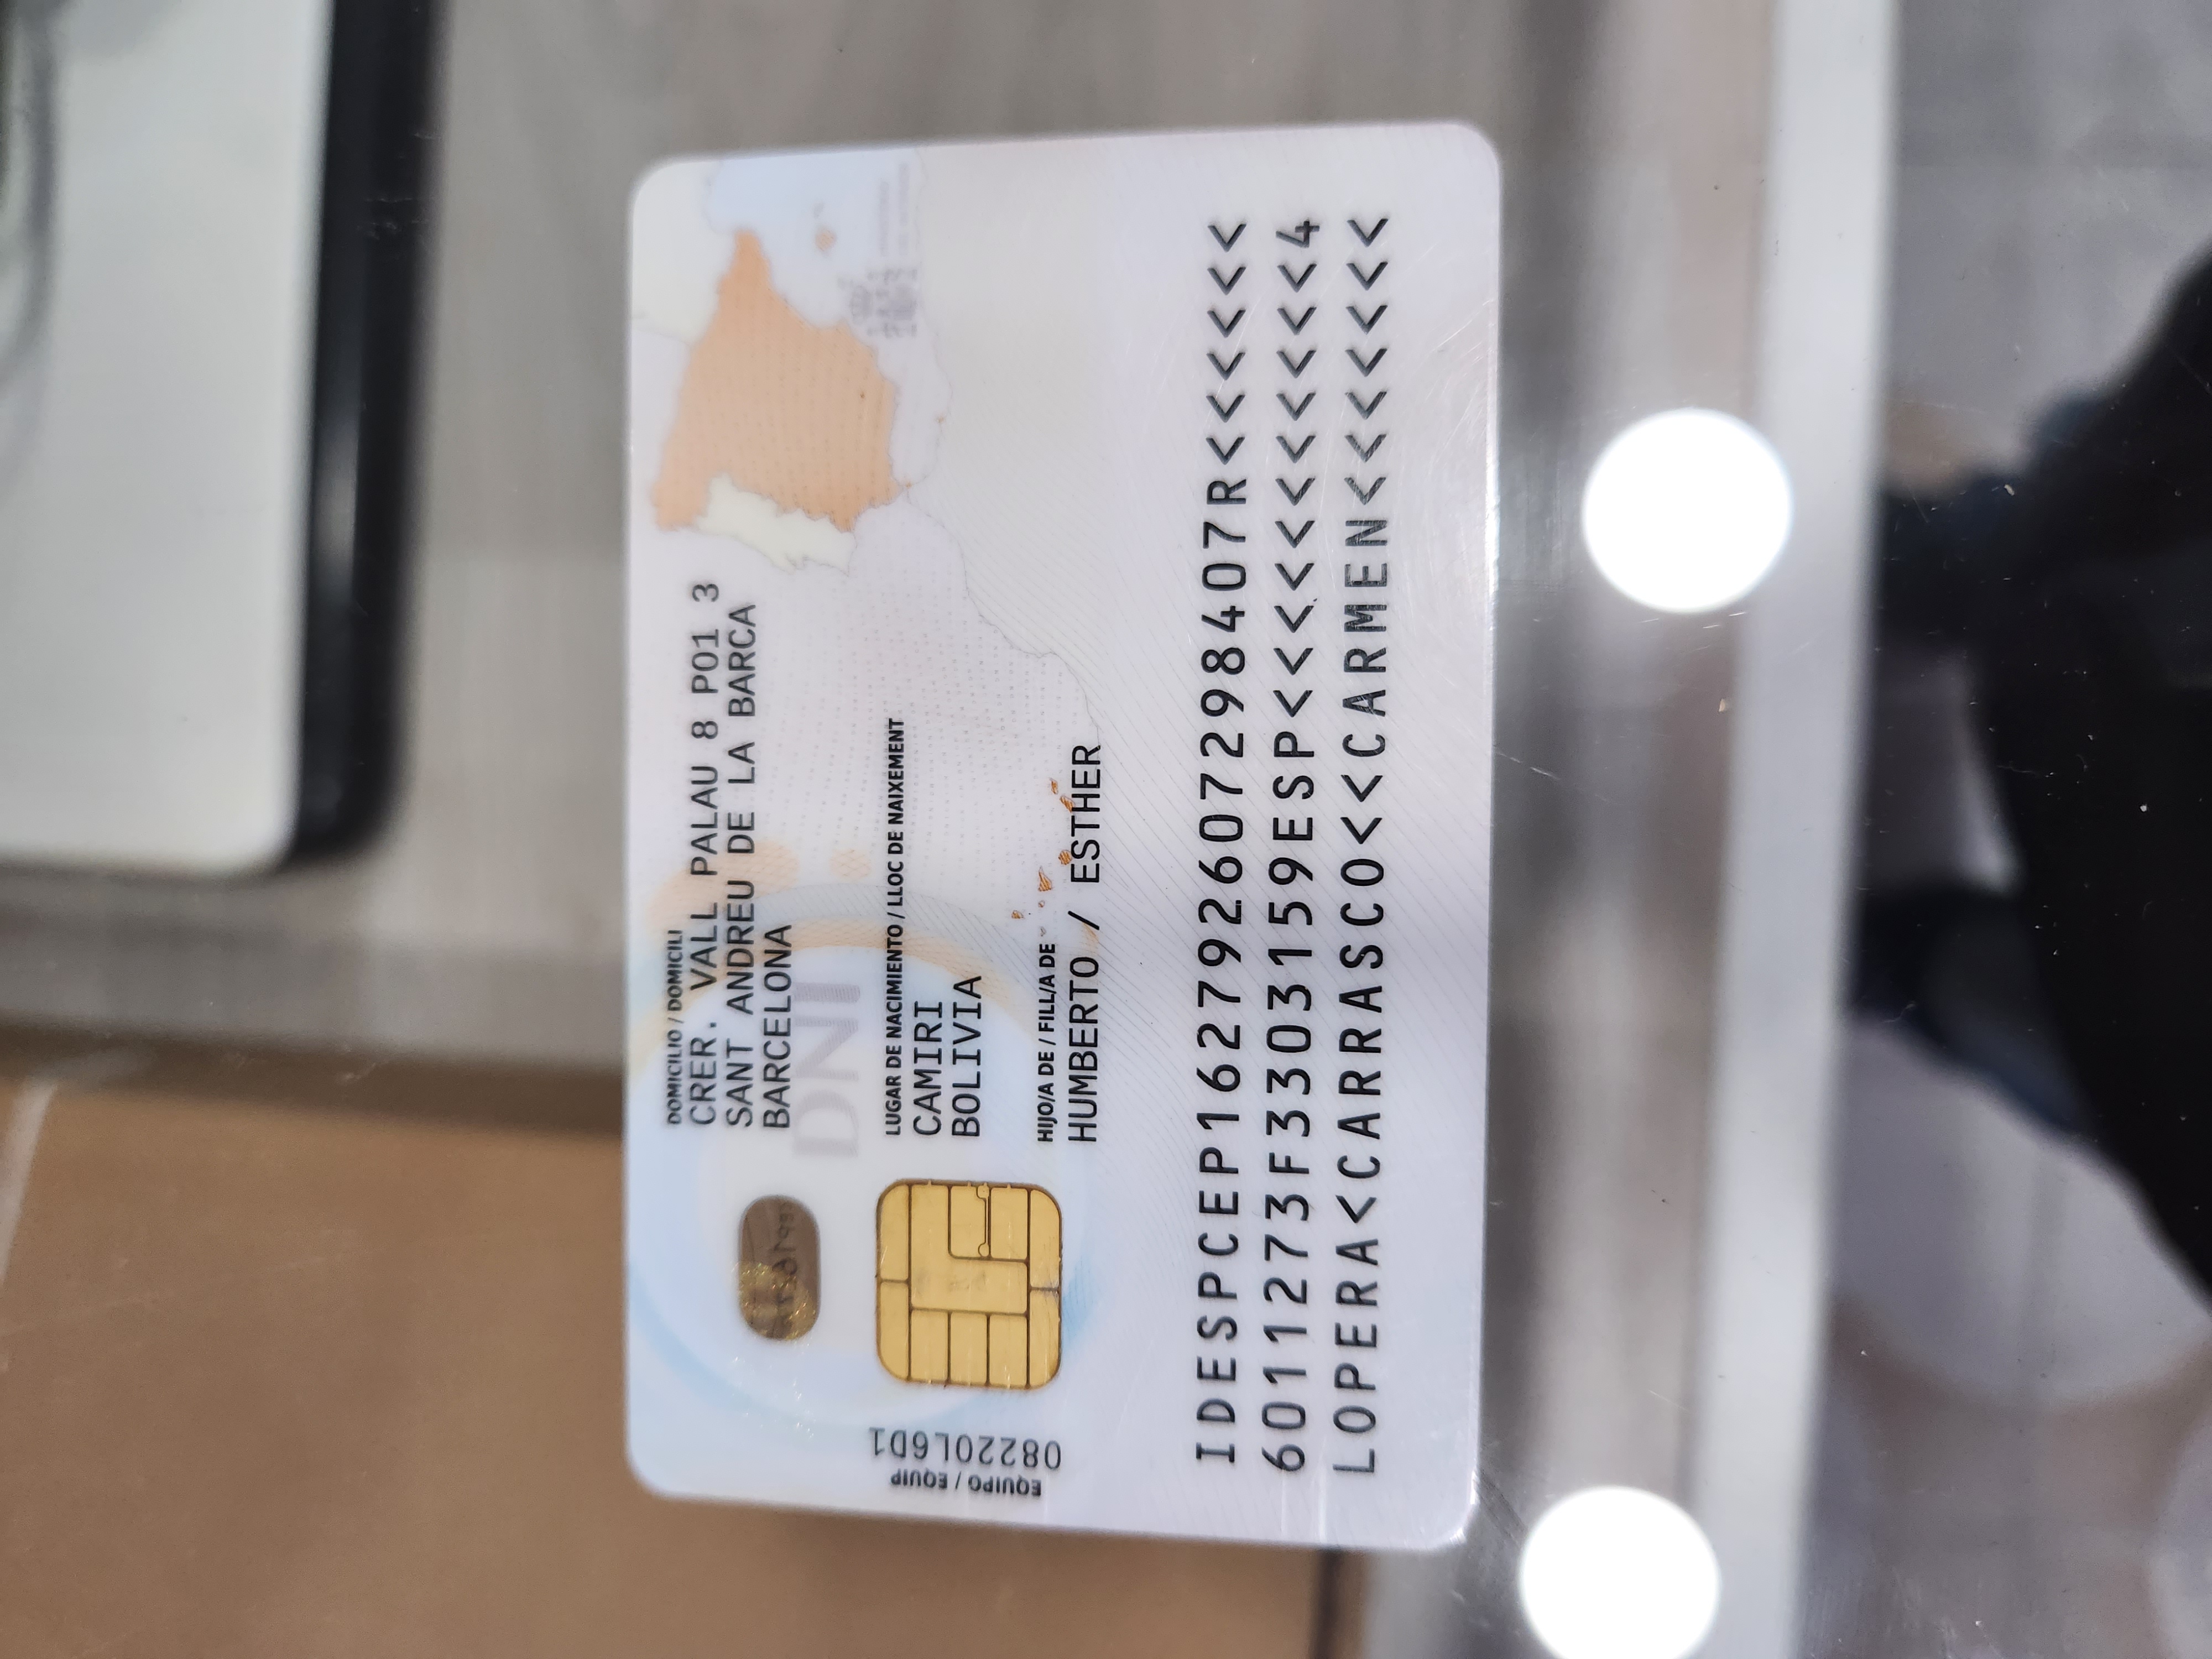 DOMICILIO / DOMICILI
CRER. VALL PALAU 8 P01 3
SANT ANDREU DE LA BARCA
BARCELONA
DNI
EQUIPO / EQUIP
08220L6D1
LUGAR DE NACIMIENTO / LLOC DE NAIXEMENT
CAMIRI
BOLIVIA
HIJO/A DE / FILL/A DE
HUMBERTO / ESTHER
IDESPCEP162792607298407R<<<<<<
6011273F3303159ESP<<<<<<<<<<<4
LOPERA<CARRASCO<<CARMEN<<<<<<<